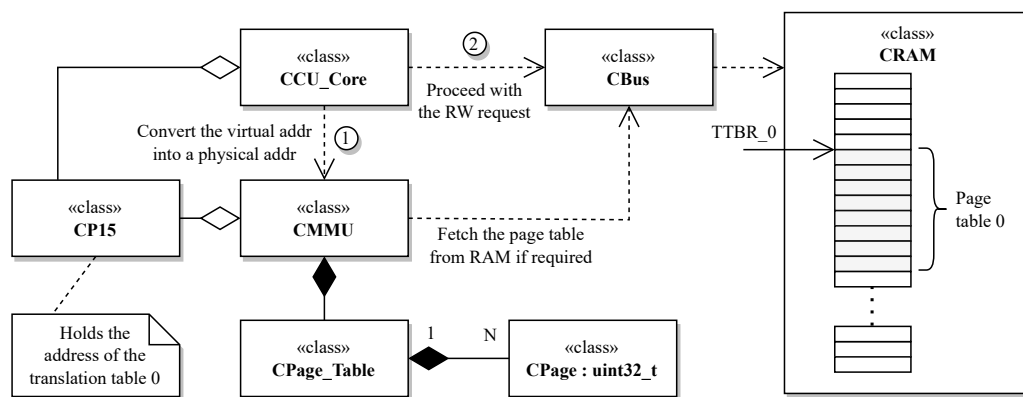 «class»
CCU_Core
2
Proceed with
the RW request
«class»
CBus
«class»
CRAM
Convert the virtual addr
into a physical addr
1
TTBR_0
«class»
CP15
«class»
CMMU
Fetch the page table
from RAM if required
Page
table 0
Holds the
address of the
translation table 0
«class»
CPage_Table
1
N
«class»
CPage : uint32_t